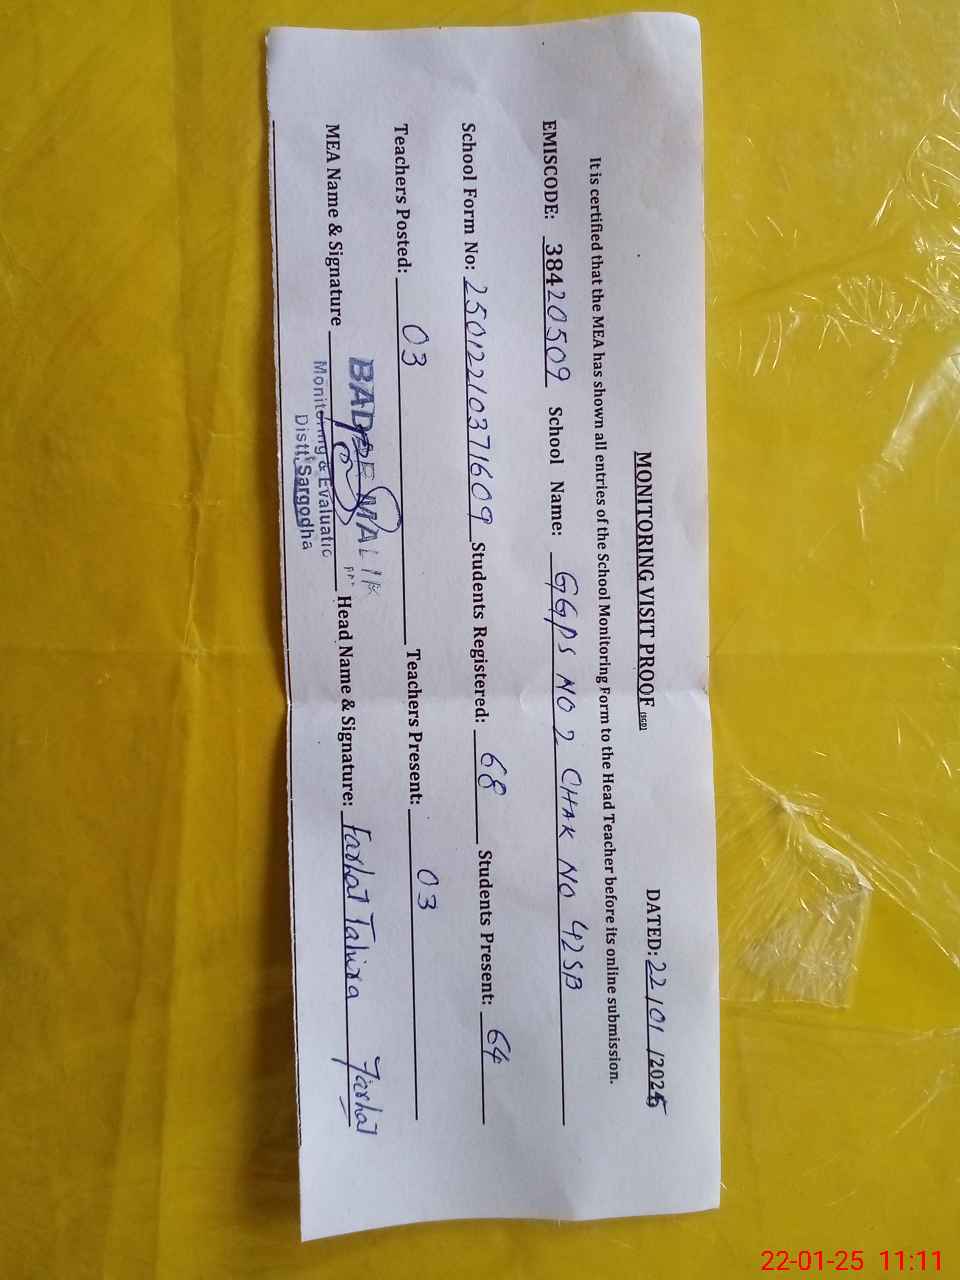 MONITORING VISIT PROOF (SGD)
DATED: 22/01/2025
It is certified that the MEA has shown all entries of the School Monitoring Form to the Head Teacher before its online submission.
EMISCODE: 38420509 School Name: GGPS NO 2 CHAK NO 42SB
School Form No: 25012210371609 Students Registered: 68 Students Present: 64
Teachers Posted: 03 Teachers Present: 03
MEA Name & Signature Head Name & Signature: Farhat Tahira Farhat
MALIK
Monitoring & Evaluatio
Distt. Sargodha
22-01-25 11:11